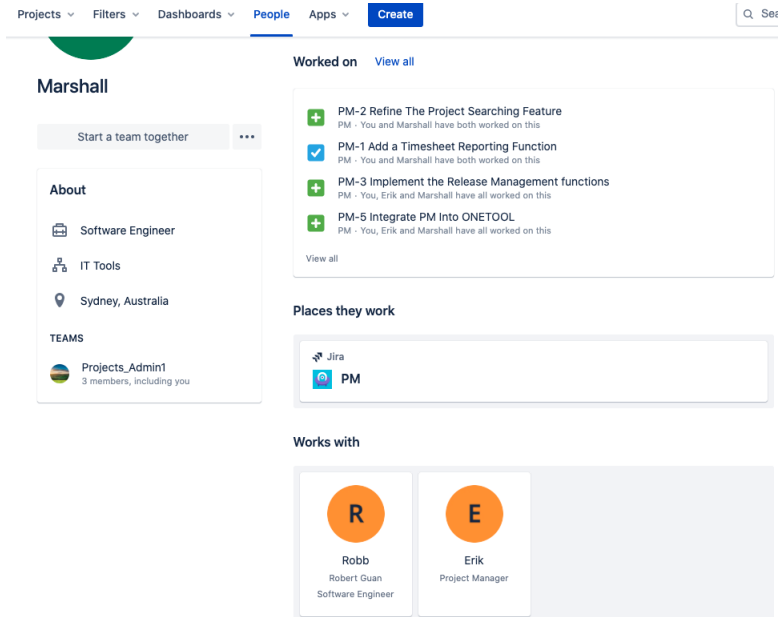 Projects Filters Dashboards People Apps Create
Marshall
Start a team together
About
Software Engineer
IT Tools
Sydney, Australia
TEAMS
Projects_Admin1
3 members, including you
Worked on View all
PM-2 Refine The Project Searching Feature
PM · You and Marshall have both worked on this
PM-1 Add a Timesheet Reporting Function
PM · You and Marshall have both worked on this
PM-3 Implement the Release Management functions
PM · You, Erik and Marshall have all worked on this
PM-5 Integrate PM Into ONETOOL
PM · You, Erik and Marshall have all worked on this
View all
Places they work
Jira
PM
Works with
R
Robb
Robert Guan
Software Engineer
E
Erik
Project Manager